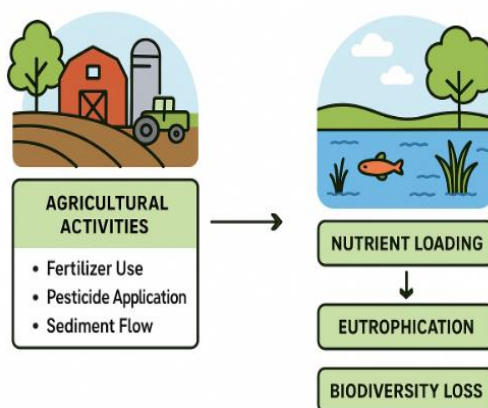 AGRICULTURAL
ACTIVITIES
• Fertilizer Use
• Pesticide Application
• Sediment Flow
NUTRIENT LOADING
EUTROPHICATION
BIODIVERSITY LOSS